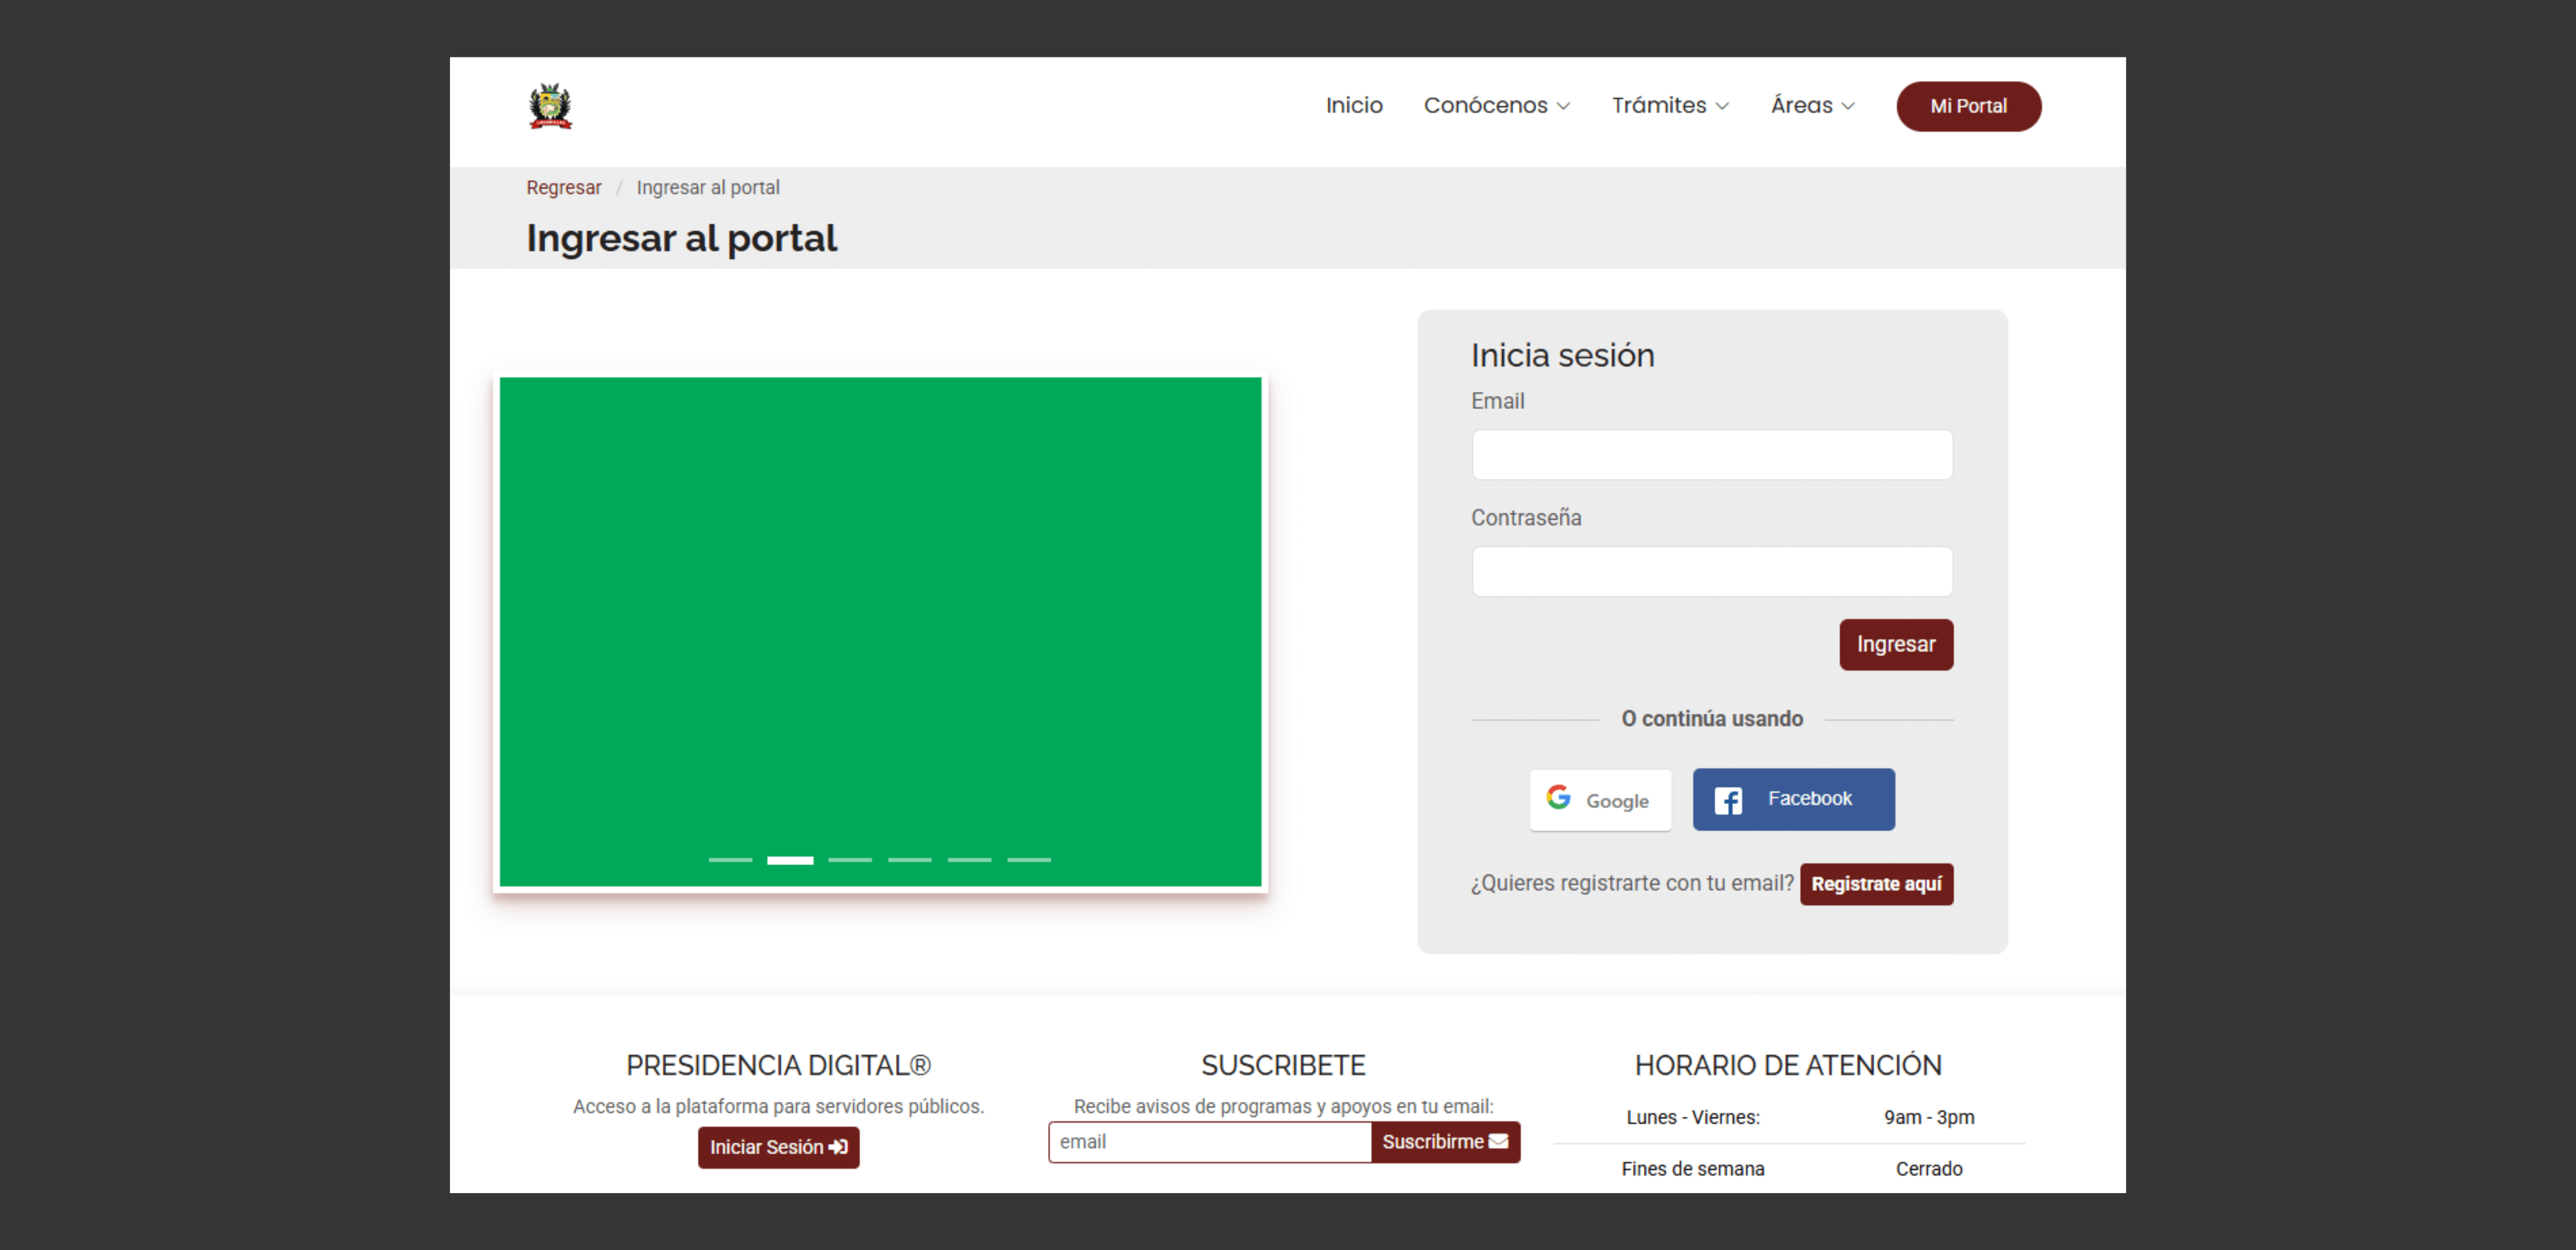 Inicio Conócenos Trámites Áreas Mi Portal
Regresar / Ingresar al portal
Ingresar al portal
Inicia sesión
Email
Contraseña
Ingresar
O continúa usando
Google Facebook
¿Quieres registrarte con tu email? Registrate aquí
PRESIDENCIA DIGITAL®
Acceso a la plataforma para servidores públicos.
Iniciar Sesión
SUSCRIBETE
Recibe avisos de programas y apoyos en tu email:
email Suscribirme
HORARIO DE ATENCIÓN
Lunes - Viernes: 9am - 3pm
Fines de semana Cerrado